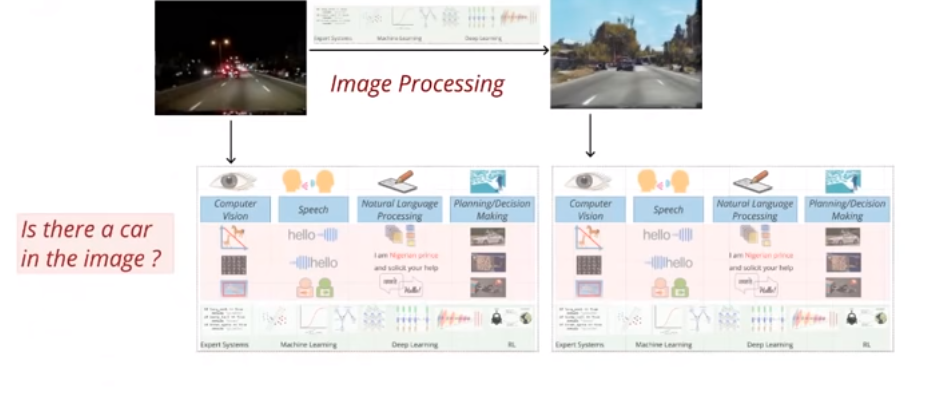 Expert Systems Machine Learning Deep Learning
Image Processing
Is there a car
in the image ?
Computer
Vision
Speech
Natural Language
Processing
Planning/Decision
Making
hello
I am Nigerian prince
hello
and solicit your help
Hello!
Expert Systems Machine Learning Deep Learning RL
Computer
Vision
Speech
Natural Language
Processing
Planning/Decision
Making
hello
I am Nigerian prince
hello
and solicit your help
Hello!
Expert Systems Machine Learning Deep Learning RL